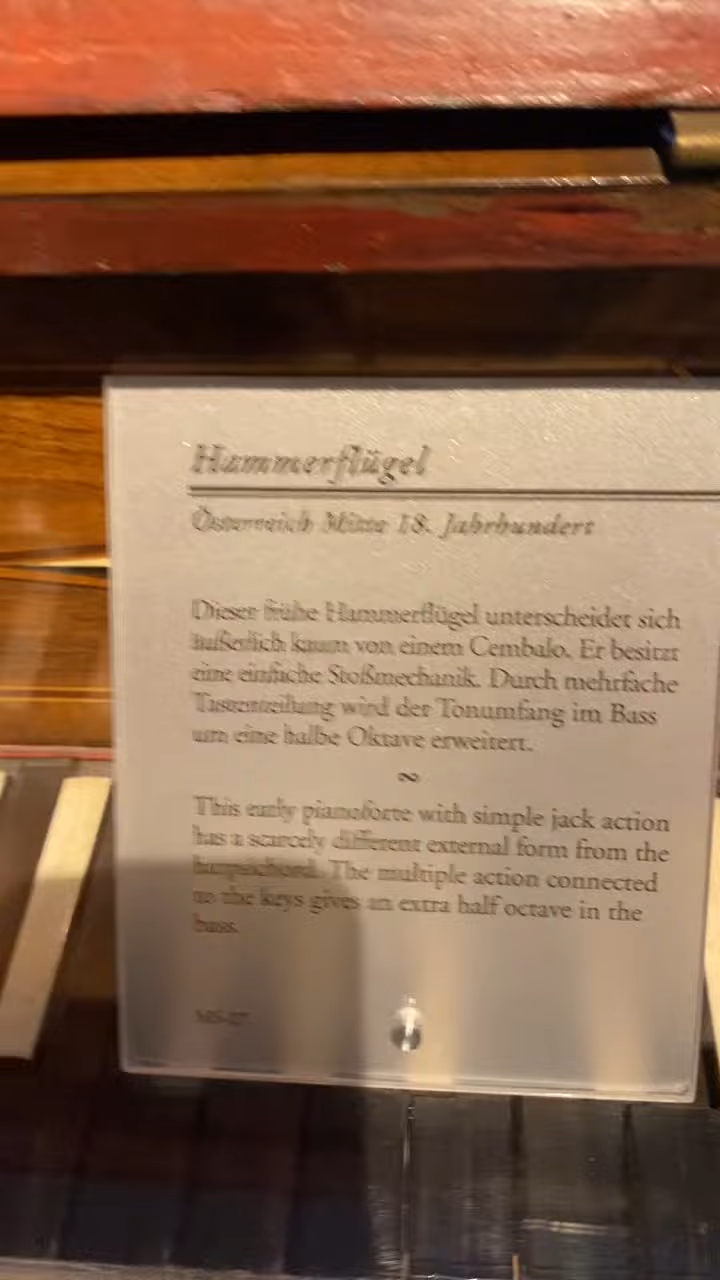 Hammerflügel
Österreich Mitte 18. Jahrhundert
Dieser frühe Hammerflügel unterscheidet sich
äußerlich kaum von einem Cembalo. Er besitzt
eine einfache Stoßmechanik. Durch mehrfache
Tastenteilung wird der Tonumfang im Bass
um eine halbe Oktave erweitert.
∞
This early pianoforte with simple jack action
has a scarcely different external form from the
harpsichord. The multiple action connected
to the keys gives an extra half octave in the
bass.